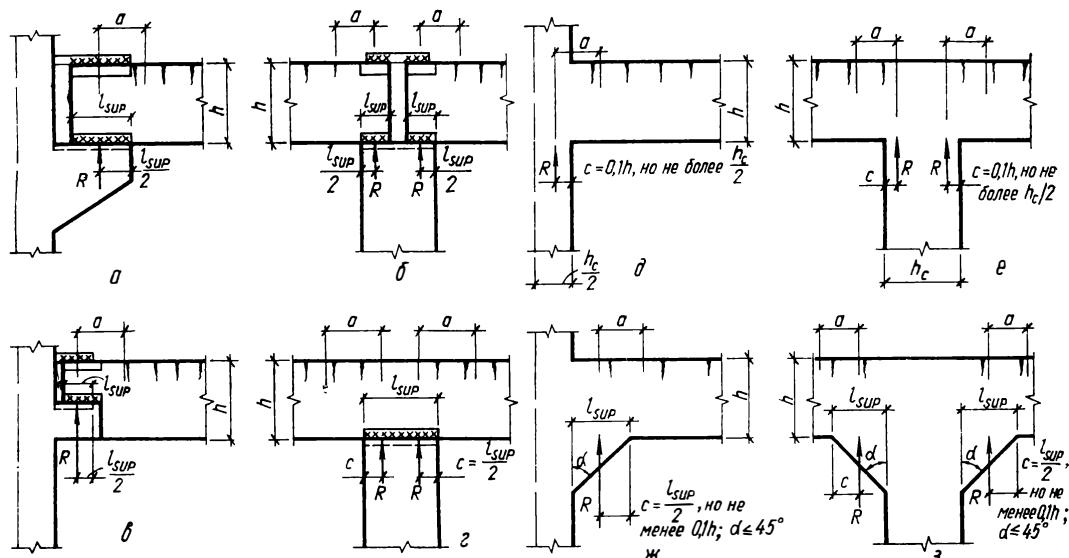 a
l_sup
h
R
l_sup/2
а
a
a
h
l_sup
l_sup
l_sup/2
R
R
l_sup/2
б
a
h
R
c = 0,1h, но не более h_c/2
h_c/2
д
a
a
h
c
R
R
c = 0,1h, но не
более h_c/2
h_c
е
a
l_sup
h
R
l_sup/2
в
a
a
h
l_sup
c
R
R
c = l_sup/2
г
a
h
l_sup
α
R
c = l_sup/2, но не
менее 0,1h; α ≤ 45°
ж
a
a
h
l_sup
l_sup
α
α
c
R
R
c = l_sup/2,
но не
менее 0,1h;
α ≤ 45°
з